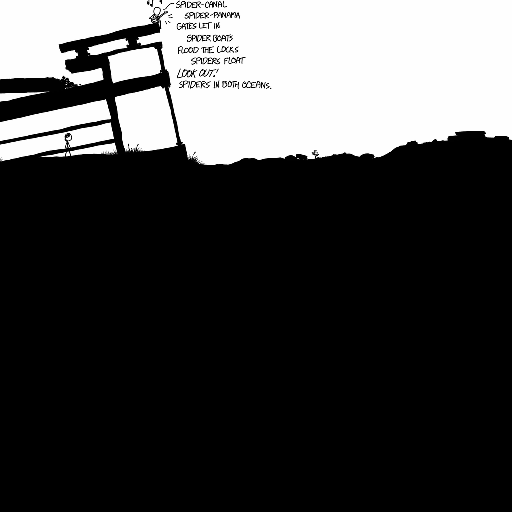 SPIDER-CANAL
SPIDER-PANAMA
GATES LET IN
SPIDER BOATS
FLOOD THE LOCKS
SPIDERS FLOAT
LOOK OUT!
SPIDERS IN BOTH OCEANS.